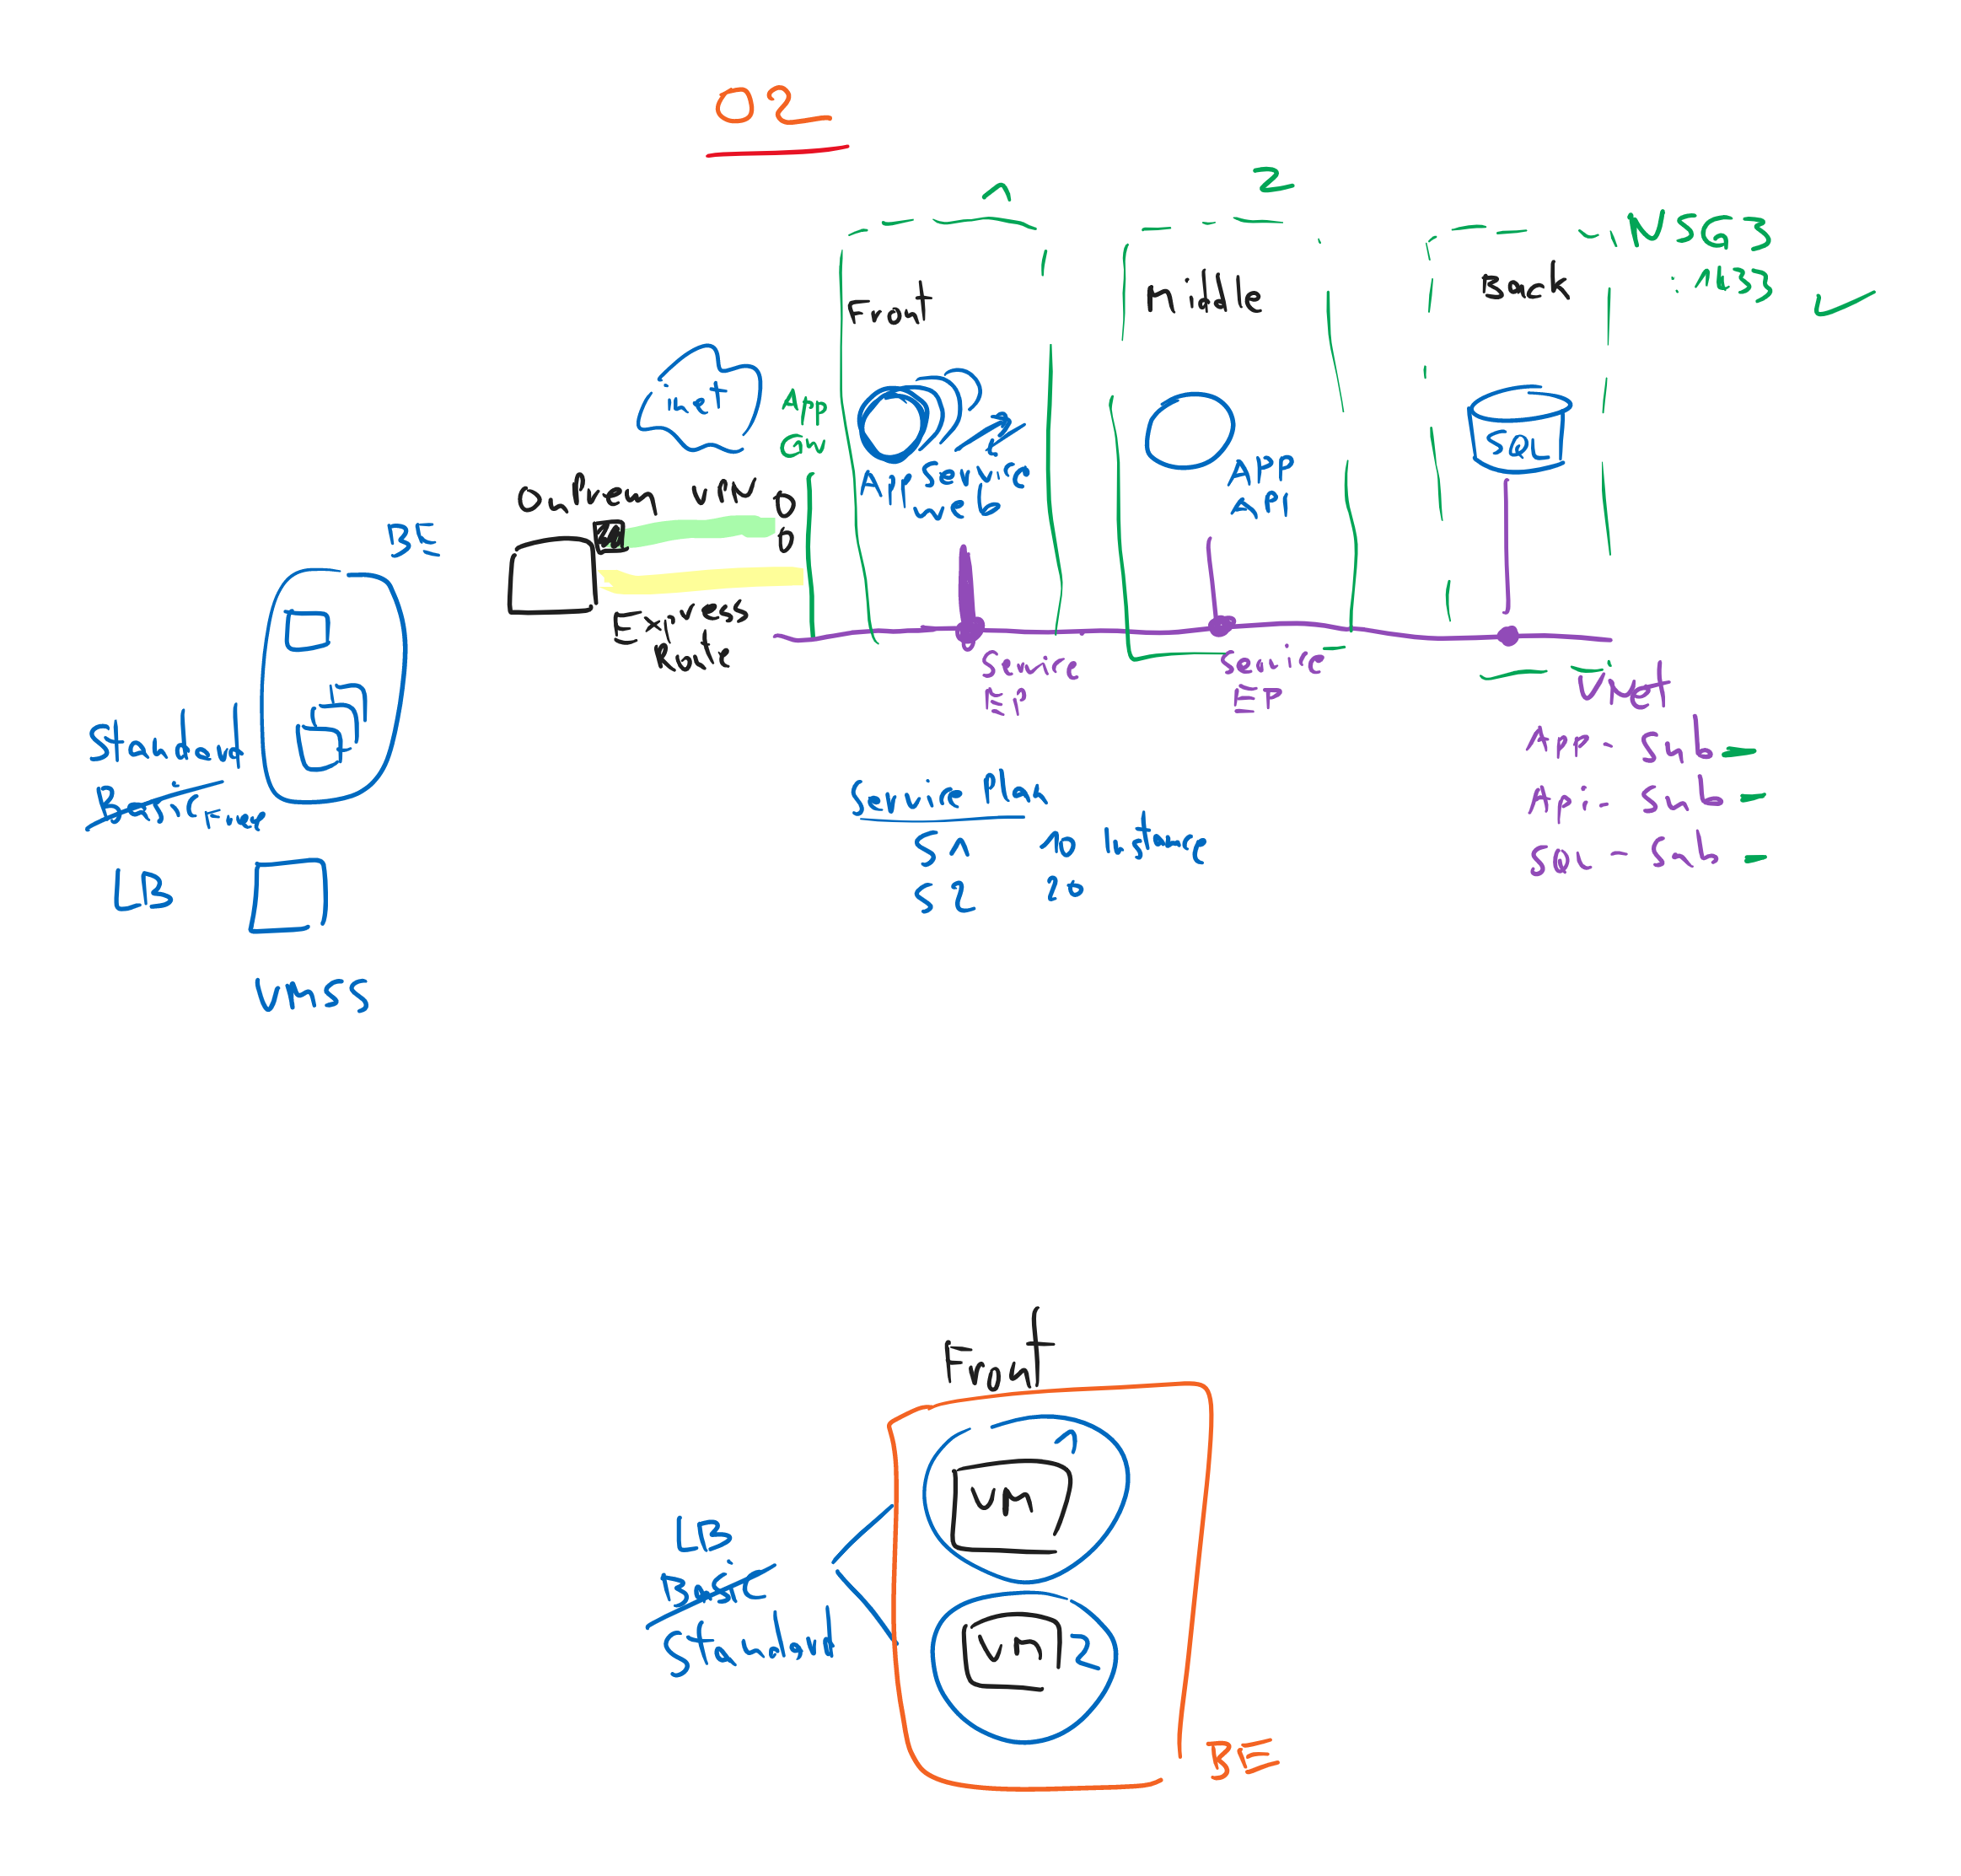 02
1
2
NSG3
: 1433
Front
Middle
Back
inet
App
GW
App Service
Web
APP
API
SQL
OnPrem VPN
Express
Route
BE
Service
EP
Service
EP
Vnet
App - Sub
Api - Sub
SQL - Sub
Standard
Basic Free
LB
VMSS
Service Plan
S1 10 Instance
S2 20
Front
1
VM
LB
Basic
Standard
VM 2
BE